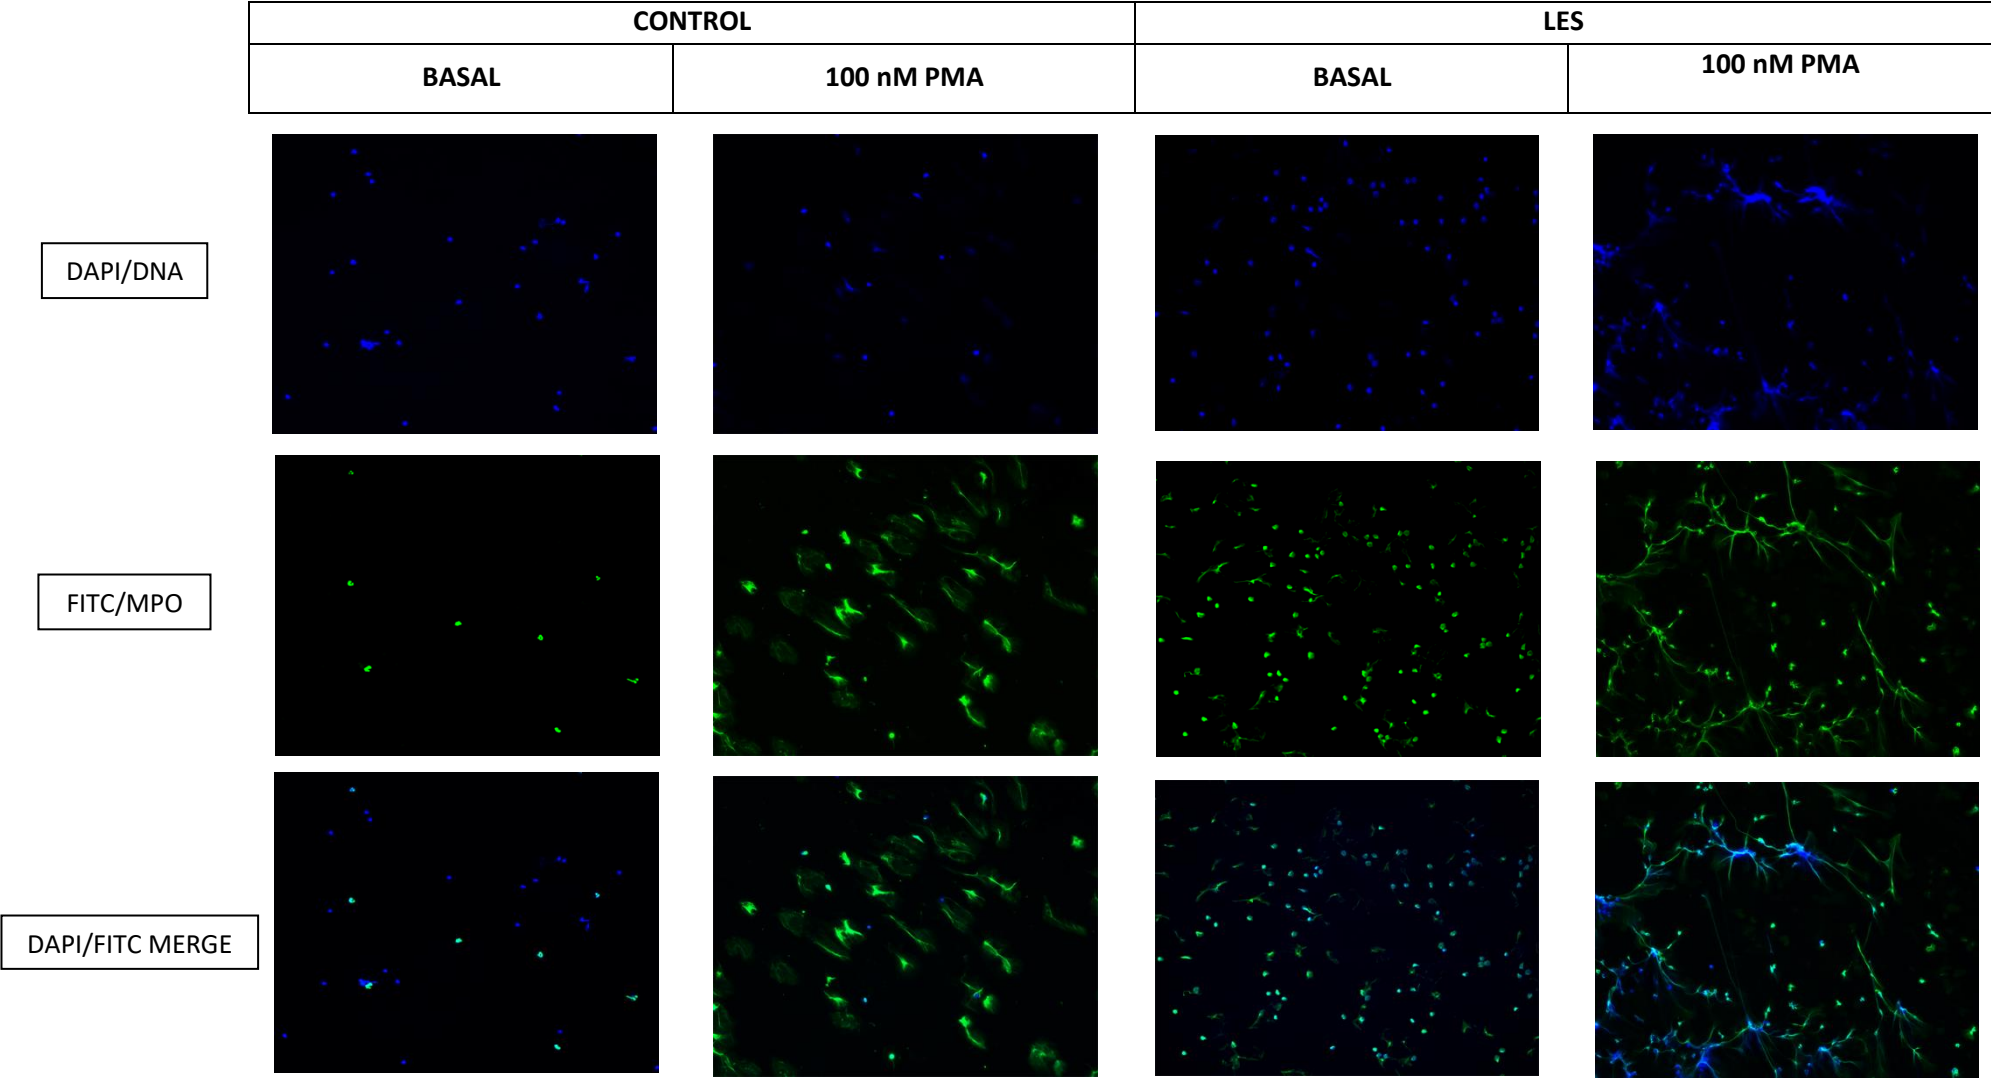 CONTROL LES
BASAL 100 nM PMA BASAL 100 nM PMA
DAPI/DNA
FITC/MPO
DAPI/FITC MERGE